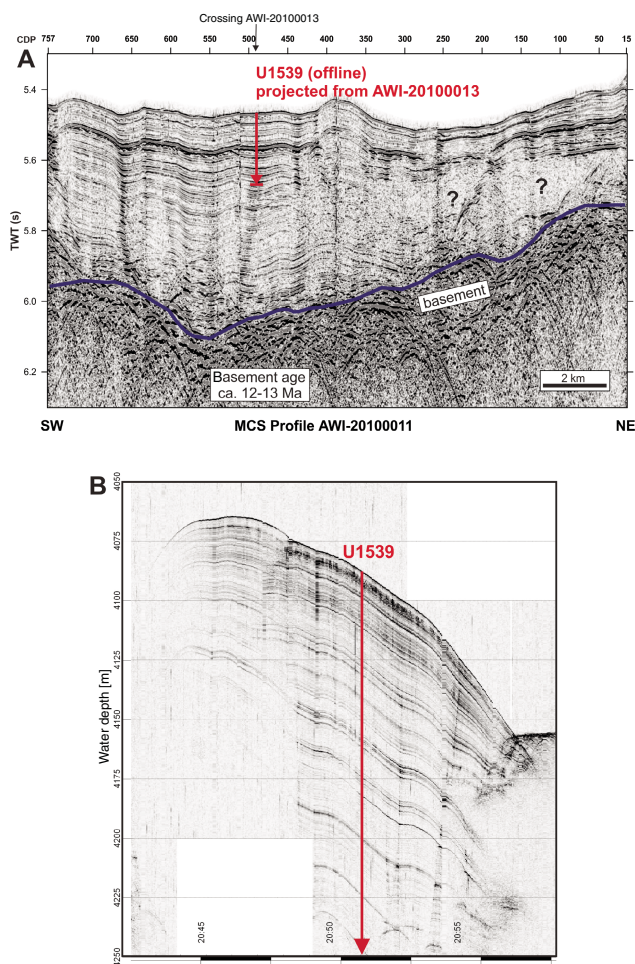 Crossing AWI-20100013
CDP 757 700 650 600 550 500 450 400 350 300 250 200 150 100 50 15
A
U1539 (offline)
projected from AWI-20100013
5.4
5.6
? ?
TWT (s)
5.8
6.0
basement
6.2
Basement age
ca. 12-13 Ma
2 km
SW MCS Profile AWI-20100011 NE
B
4050
4075
U1539
4100
4125
Water depth [m]
4150
4175
4200
4225
20:45 20:50 20:55
4250